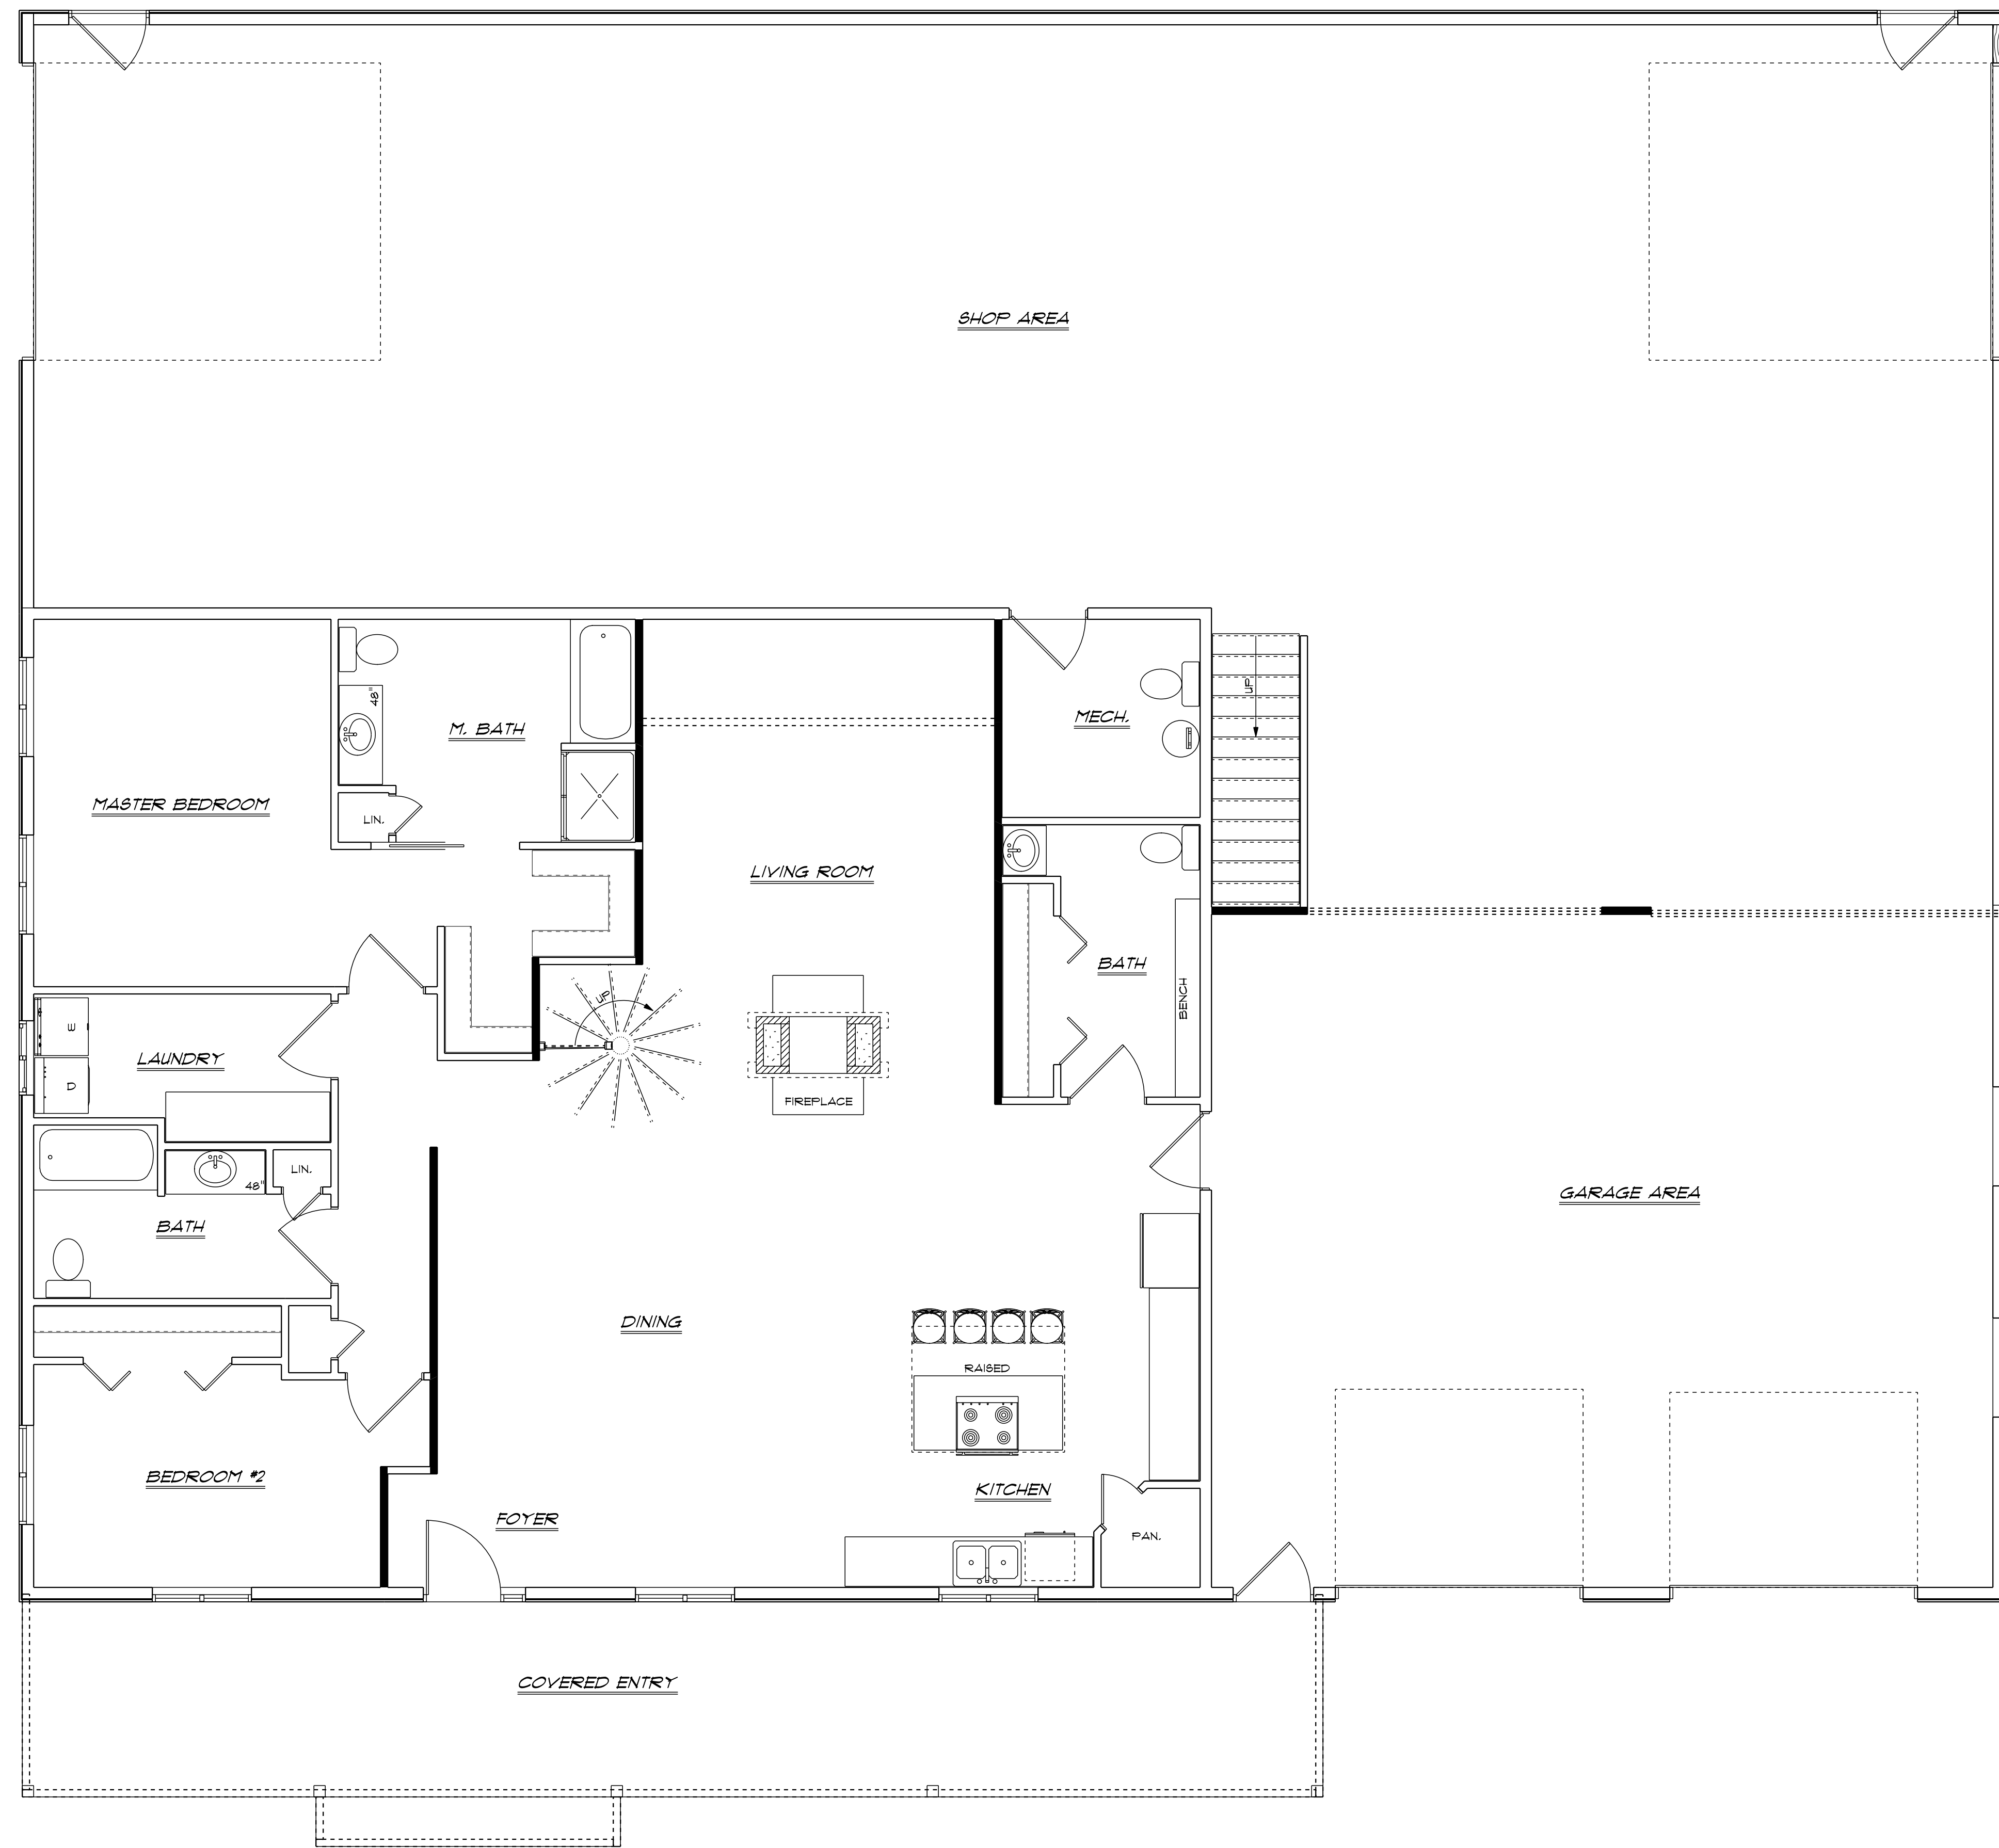 SHOP AREA
UP
48"
MECH.
M. BATH
MASTER BEDROOM
LIN.
LIVING ROOM
BATH
BENCH
UP
W
LAUNDRY
D
FIREPLACE
LIN.
48"
GARAGE AREA
BATH
DINING
RAISED
BEDROOM #2
KITCHEN
FOYER
PAN.
COVERED ENTRY